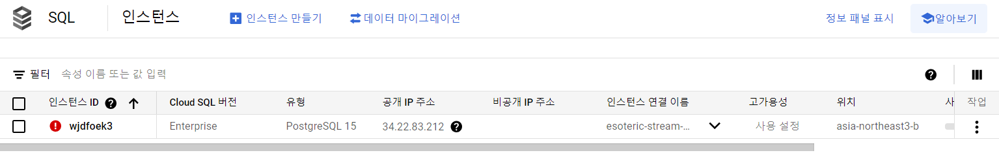 SQL 인스턴스 인스턴스 만들기 데이터 마이그레이션 정보 패널 표시 알아보기
필터 속성 이름 또는 값 입력
인스턴스 ID Cloud SQL 버전 유형 공개 IP 주소 비공개 IP 주소 인스턴스 연결 이름 고가용성 위치 사 작업
wjdfoek3 Enterprise PostgreSQL 15 34.22.83.212 esoteric-stream-... 사용 설정 asia-northeast3-b